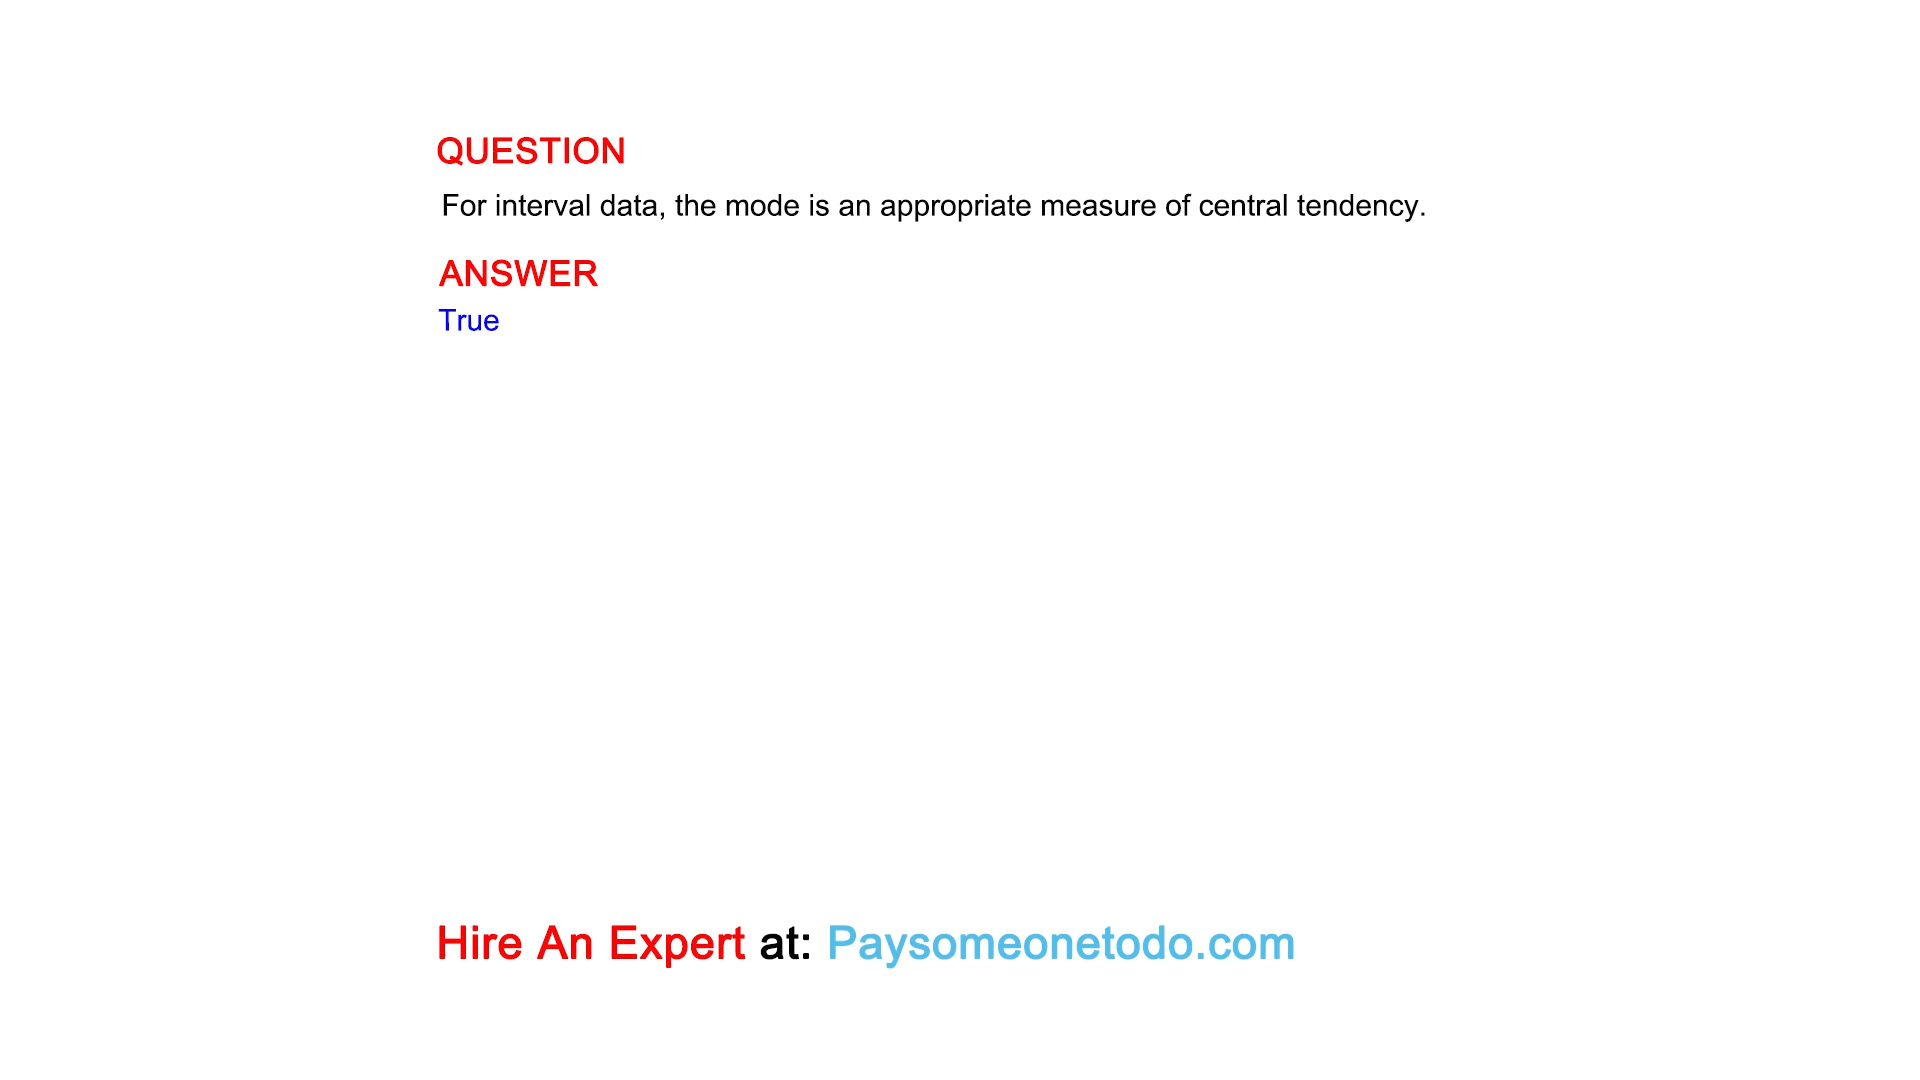 QUESTION
For interval data, the mode is an appropriate measure of central tendency.
ANSWER
True
Hire An Expert at: Paysomeonetodo.com